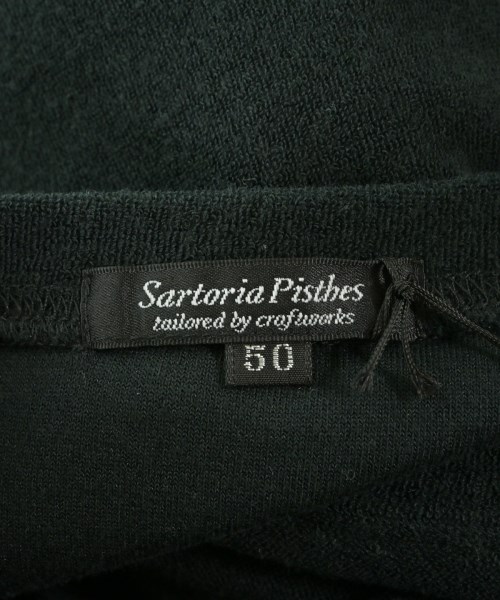 Sartoria Pisthes
tailored by craftworks
50